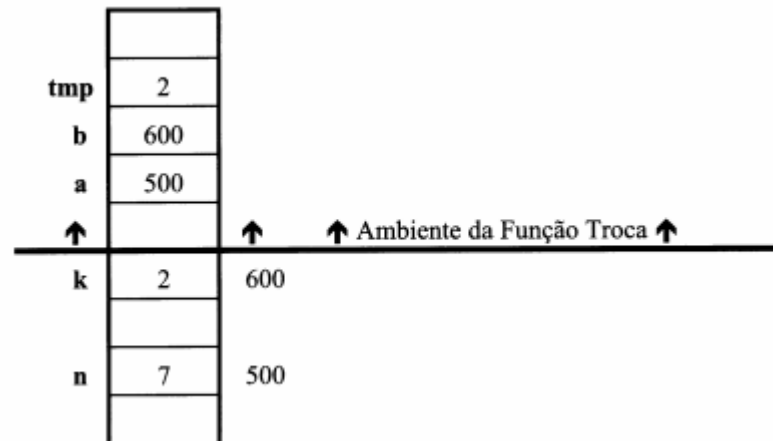 tmp 2
b 600
a 500
↑ ↑ ↑ Ambiente da Função Troca ↑
k 2 600
n 7 500